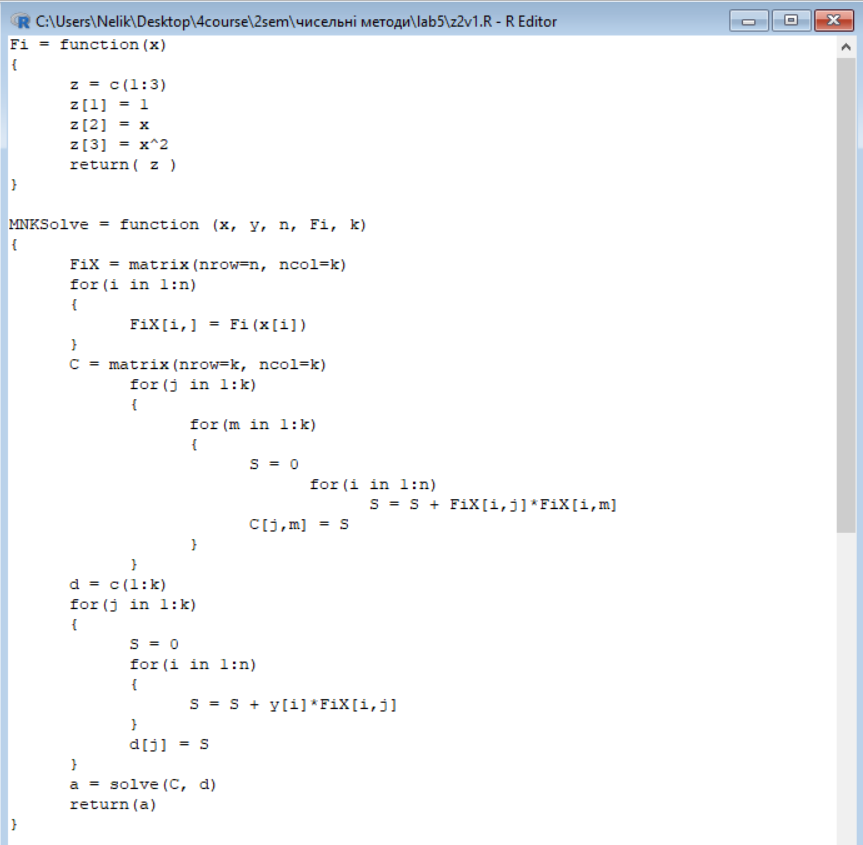 C:\Users\Nelik\Desktop\4course\2sem\чисельні методи\lab5\z2v1.R - R Editor
Fi = function(x)
{
z = c(1:3)
z[1] = 1
z[2] = x
z[3] = x^2
return( z )
}
MNKSolve = function (x, y, n, Fi, k)
{
FiX = matrix(nrow=n, ncol=k)
for(i in 1:n)
{
FiX[i,] = Fi(x[i])
}
C = matrix(nrow=k, ncol=k)
for(j in 1:k)
{
for(m in 1:k)
{
S = 0
for(i in 1:n)
S = S + FiX[i,j]*FiX[i,m]
C[j,m] = S
}
}
d = c(1:k)
for(j in 1:k)
{
S = 0
for(i in 1:n)
{
S = S + y[i]*FiX[i,j]
}
d[j] = S
}
a = solve(C, d)
return(a)
}